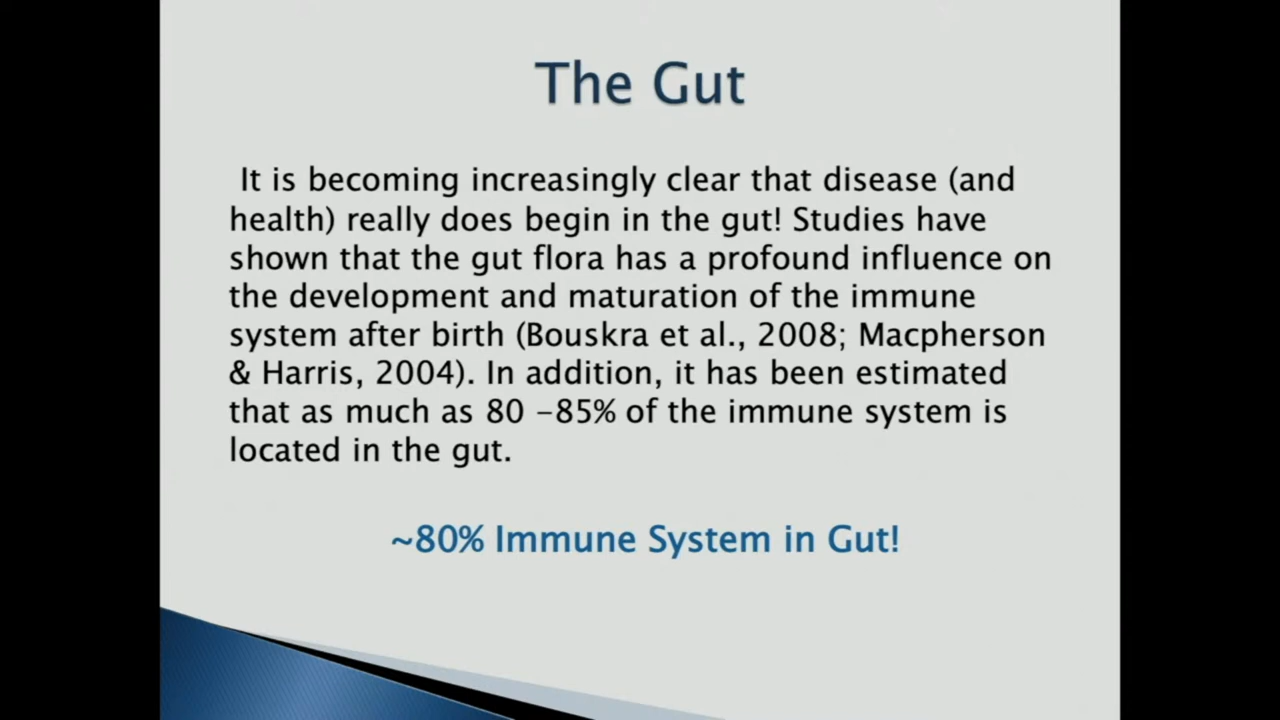 The Gut
It is becoming increasingly clear that disease (and
health) really does begin in the gut! Studies have
shown that the gut flora has a profound influence on
the development and maturation of the immune
system after birth (Bouskra et al., 2008; Macpherson
& Harris, 2004). In addition, it has been estimated
that as much as 80 -85% of the immune system is
located in the gut.
~80% Immune System in Gut!